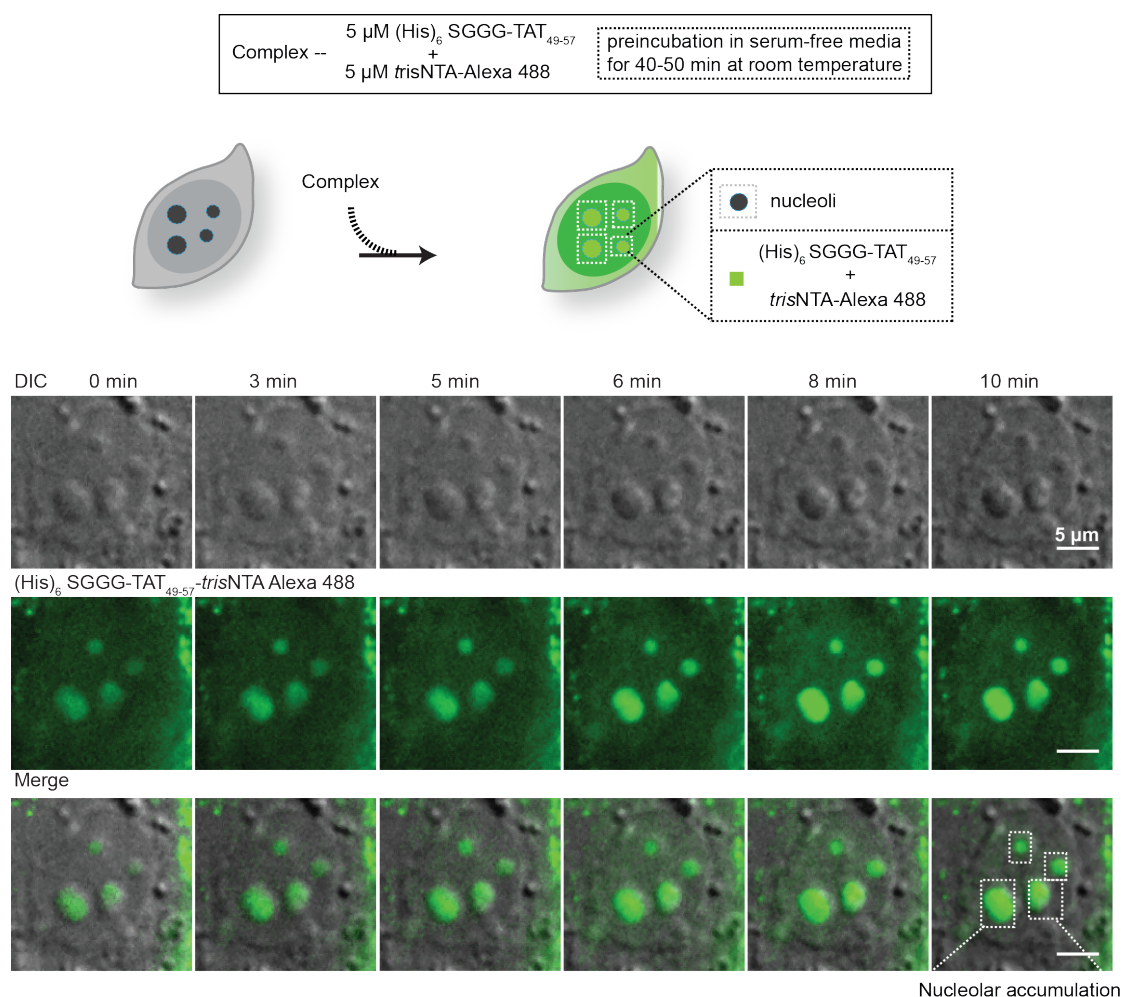 Complex --
5 µM (His)6 SGGG-TAT49-57
+
5 µM trisNTA-Alexa 488
preincubation in serum-free media
for 40-50 min at room temperature
Complex
nucleoli
(His)6 SGGG-TAT49-57
+
trisNTA-Alexa 488
DIC 0 min 3 min 5 min 6 min 8 min 10 min
5 µm
(His)6 SGGG-TAT49-57-trisNTA Alexa 488
Merge
Nucleolar accumulation